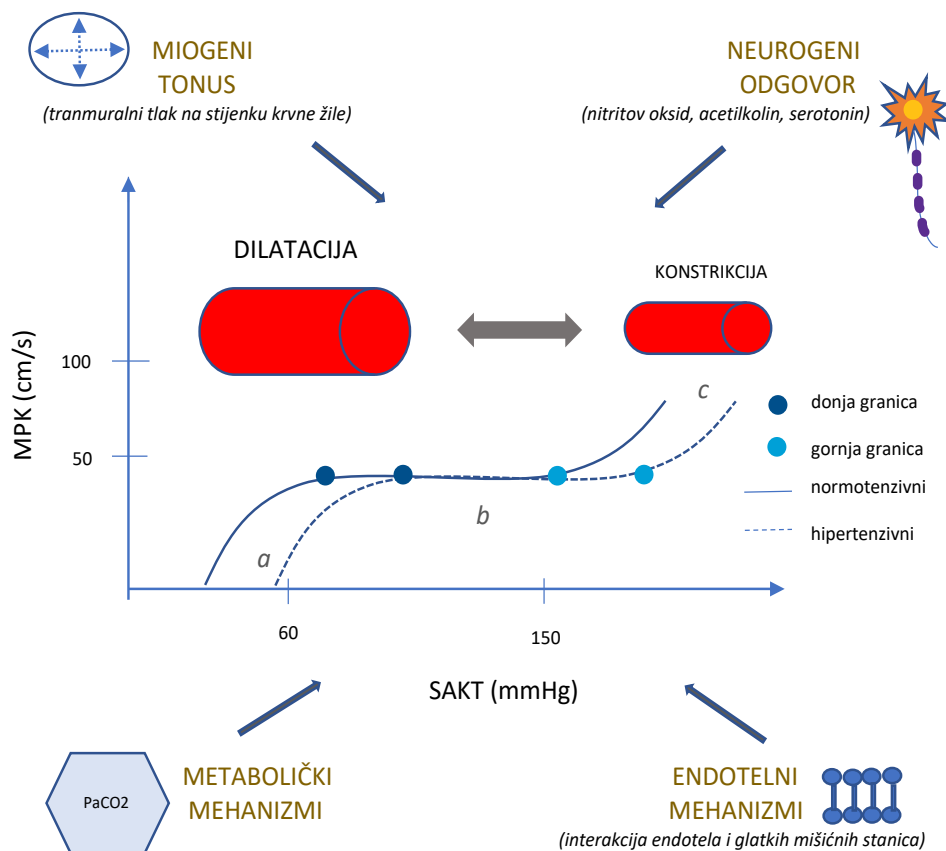 MIOGENI
TONUS
(tranmuralni tlak na stijenku krvne žile)
NEUROGENI
ODGOVOR
(nitritov oksid, acetilkolin, serotonin)
DILATACIJA
KONSTRIKCIJA
MPK (cm/s)
100
50
a
b
c
donja granica
gornja granica
normotenzivni
hipertenzivni
60
150
SAKT (mmHg)
PaCO2
METABOLIČKI
MEHANIZMI
ENDOTELNI
MEHANIZMI
(interakcija endotela i glatkih mišićnih stanica)